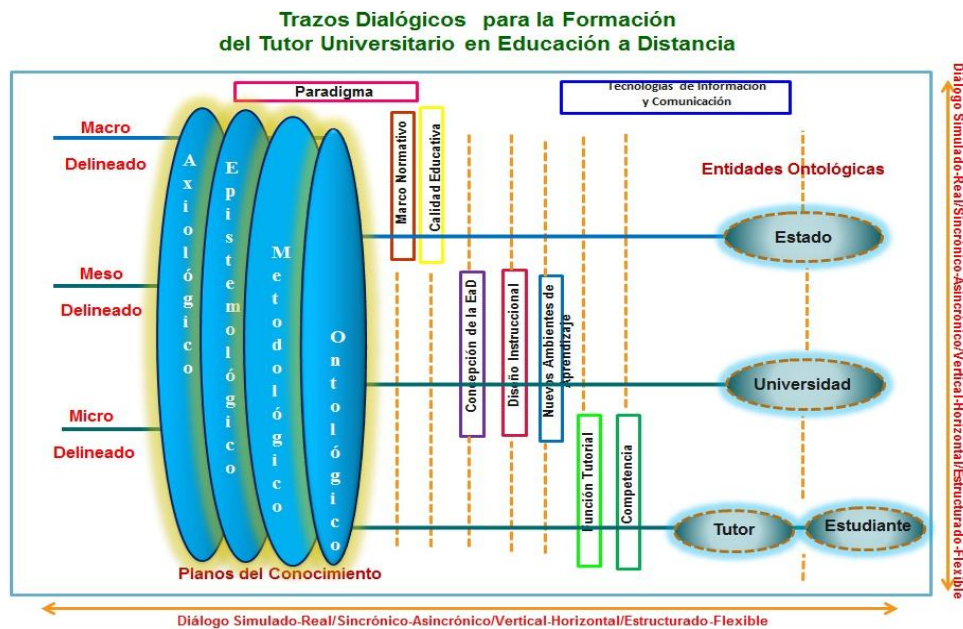 Trazos Dialógicos para la Formación
del Tutor Universitario en Educación a Distancia
Paradigma
Tecnologías de Información
y Comunicación
Macro
Delineado
Meso
Delineado
Micro
Delineado
Axiológico
Epistemológico
Metodológico
Ontológico
Planos del Conocimiento
Marco Normativo
Calidad Educativa
Concepción de la EaD
Diseño Instruccional
Nuevos Ambientes de
Aprendizaje
Función Tutorial
Competencia
Entidades Ontológicas
Estado
Universidad
Tutor
Estudiante
Diálogo Simulado-Real/Sincrónico-Asincrónico/Vertical-Horizontal/Estructurado-Flexible
Diálogo Simulado-Real/Sincrónico-Asincrónico/Vertical-Horizontal/Estructurado-Flexible